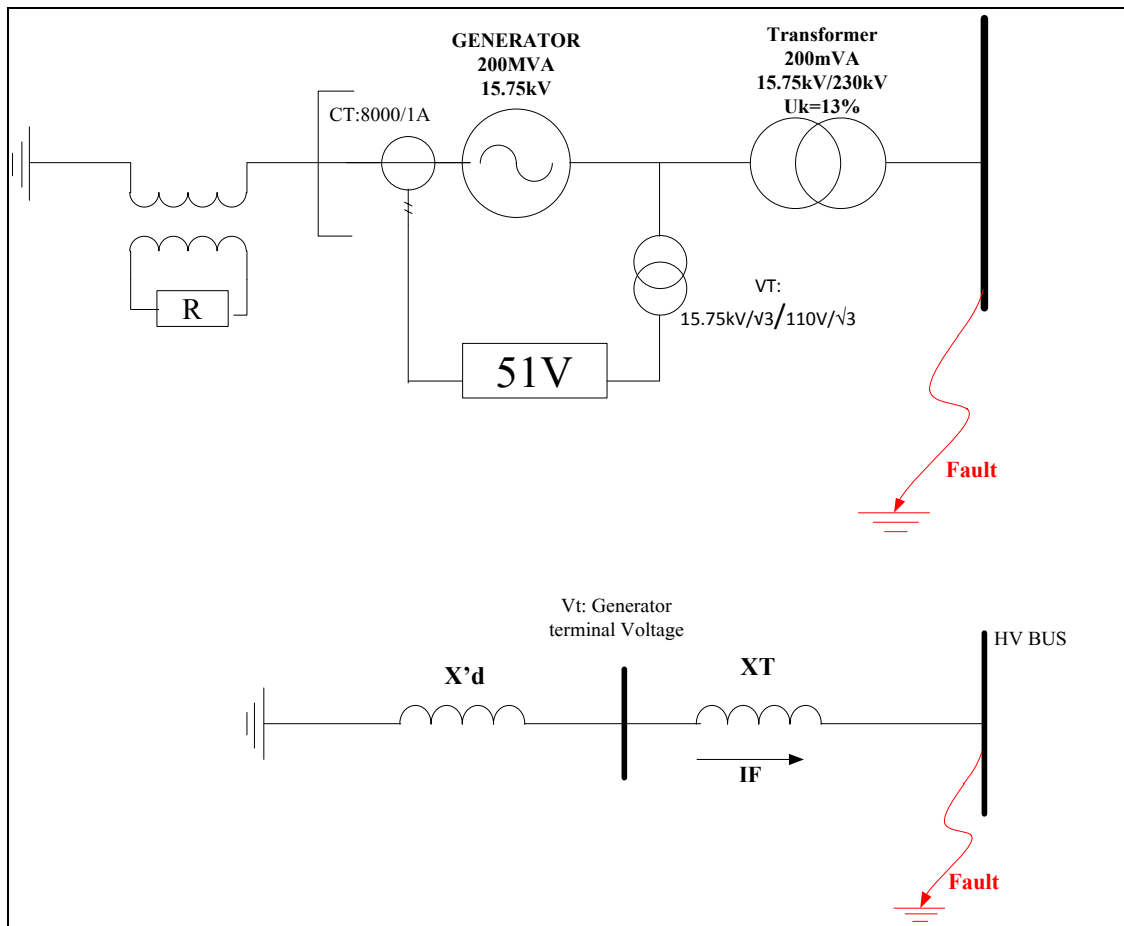 GENERATOR
200MVA
15.75kV
Transformer
200mVA
15.75kV/230kV
Uk=13%
CT:8000/1A
R
VT:
15.75kV/√3/110V/√3
51V
Fault
Vt: Generator
terminal Voltage
HV BUS
X'd
XT
IF
Fault